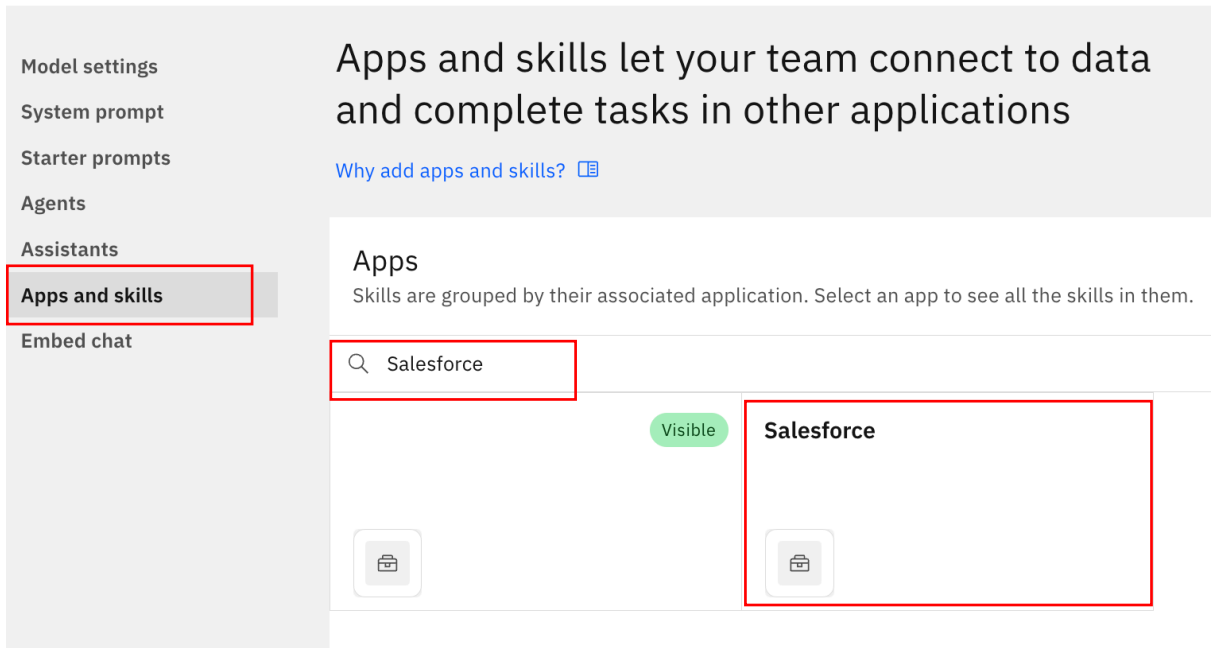 Model settings
System prompt
Starter prompts
Agents
Assistants
Apps and skills
Embed chat
Apps and skills let your team connect to data
and complete tasks in other applications
Why add apps and skills?
Apps
Skills are grouped by their associated application. Select an app to see all the skills in them.
Salesforce
Visible
Salesforce